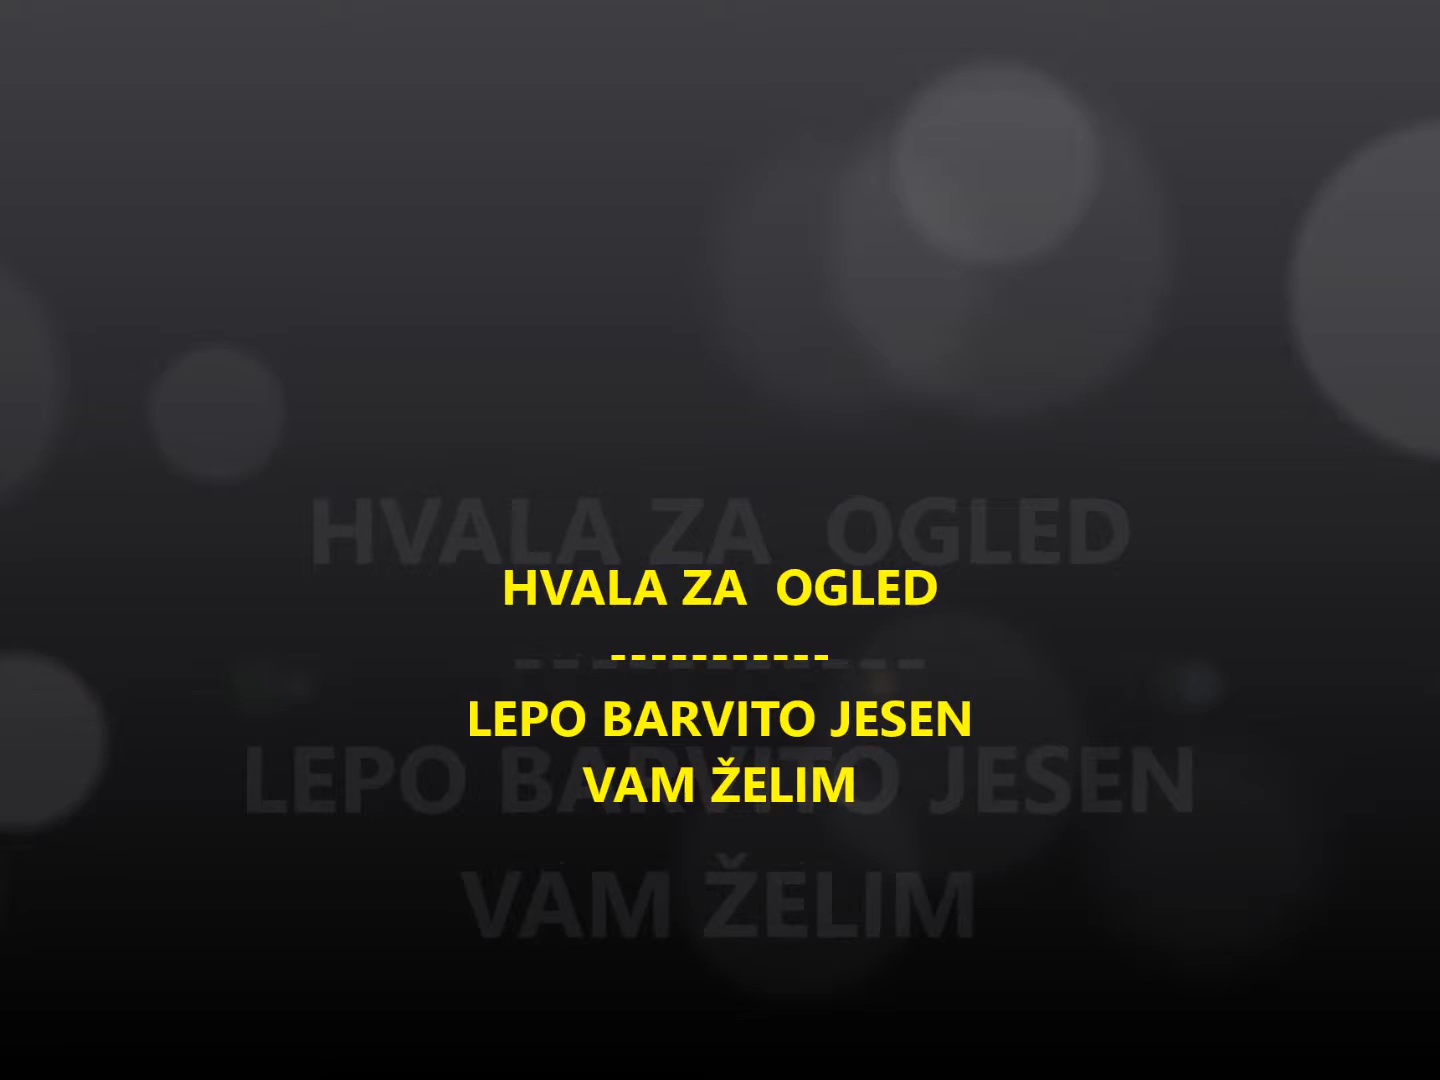 HVALA ZA  OGLED
-----------
LEPO BARVITO JESEN
VAM ŽELIM